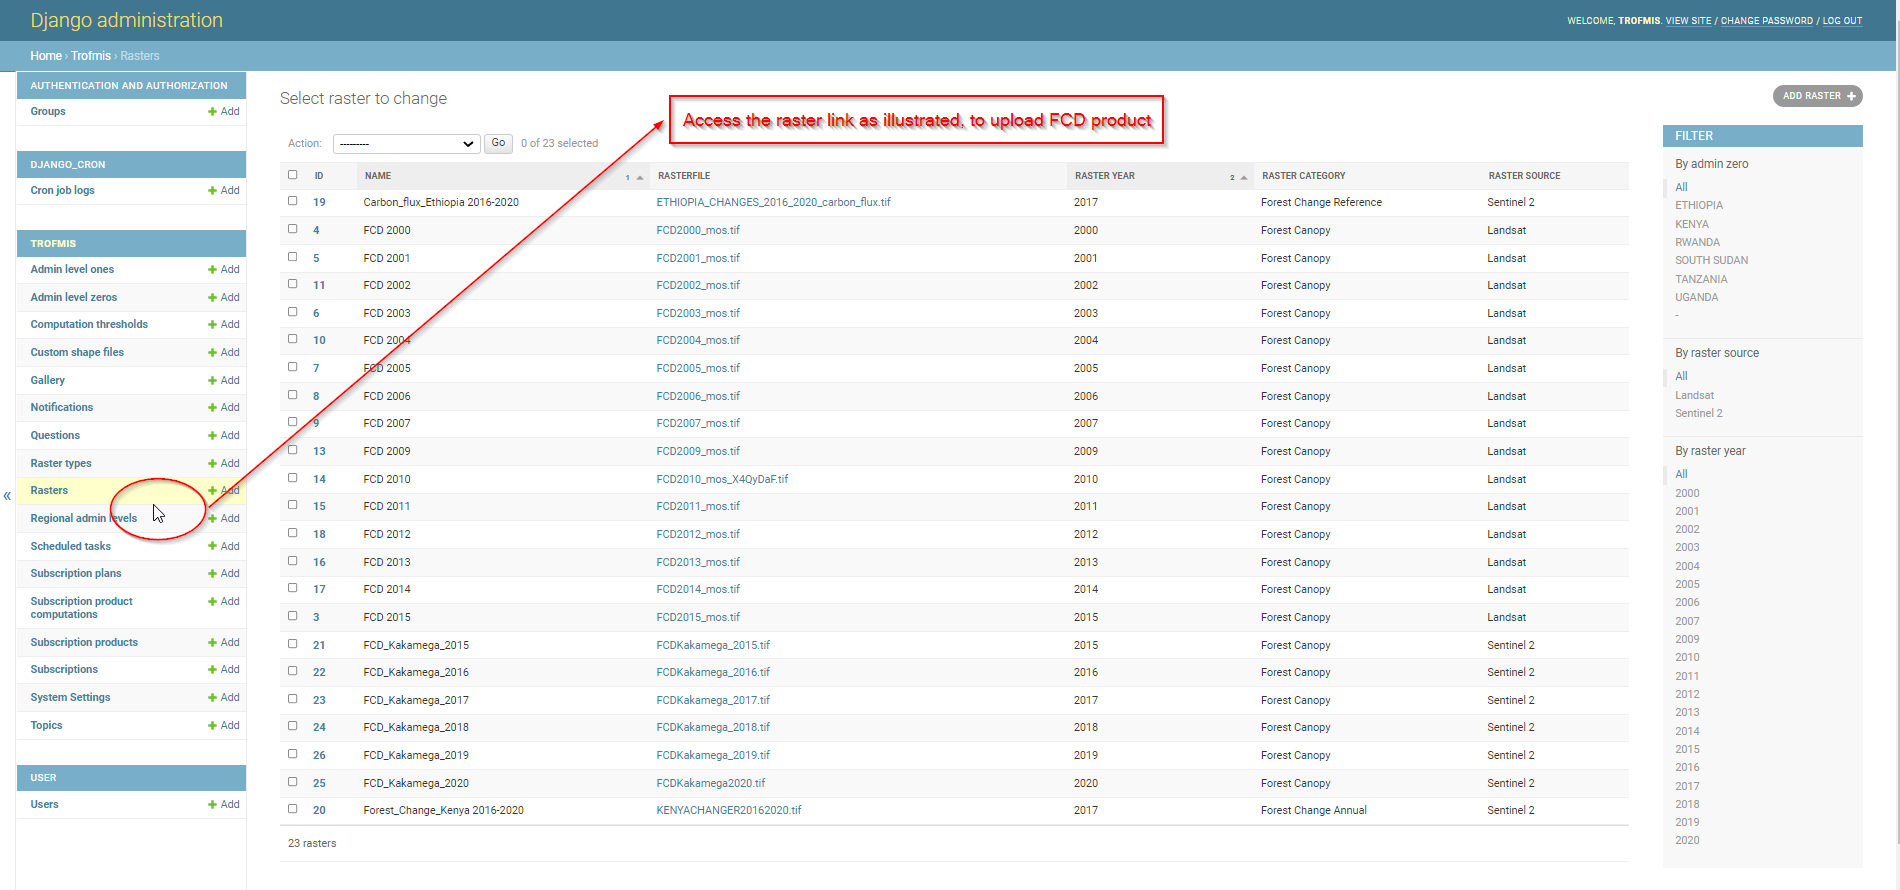 Django administration
WELCOME, TROFMIS. VIEW SITE / CHANGE PASSWORD / LOG OUT
Home › Trofmis › Rasters
AUTHENTICATION AND AUTHORIZATION
Groups Add
DJANGO_CRON
Cron job logs Add
TROFMIS
Admin level ones Add
Admin level zeros Add
Computation thresholds Add
Custom shape files Add
Gallery Add
Notifications Add
Questions Add
Raster types Add
Rasters Add
Regional admin levels Add
Scheduled tasks Add
Subscription plans Add
Subscription product
computations Add
Subscription products Add
Subscriptions Add
System Settings Add
Topics Add
USER
Users Add
«
Select raster to change
Access the raster link as illustrated, to upload FCD product
ADD RASTER +
Action: --------- Go 0 of 23 selected
ID NAME 1 RASTERFILE RASTER YEAR 2 RASTER CATEGORY RASTER SOURCE
19 Carbon_flux_Ethiopia 2016-2020 ETHIOPIA_CHANGES_2016_2020_carbon_flux.tif 2017 Forest Change Reference Sentinel 2
4 FCD 2000 FCD2000_mos.tif 2000 Forest Canopy Landsat
5 FCD 2001 FCD2001_mos.tif 2001 Forest Canopy Landsat
11 FCD 2002 FCD2002_mos.tif 2002 Forest Canopy Landsat
6 FCD 2003 FCD2003_mos.tif 2003 Forest Canopy Landsat
10 FCD 2004 FCD2004_mos.tif 2004 Forest Canopy Landsat
7 FCD 2005 FCD2005_mos.tif 2005 Forest Canopy Landsat
8 FCD 2006 FCD2006_mos.tif 2006 Forest Canopy Landsat
9 FCD 2007 FCD2007_mos.tif 2007 Forest Canopy Landsat
13 FCD 2009 FCD2009_mos.tif 2009 Forest Canopy Landsat
14 FCD 2010 FCD2010_mos_X4QyDaF.tif 2010 Forest Canopy Landsat
15 FCD 2011 FCD2011_mos.tif 2011 Forest Canopy Landsat
18 FCD 2012 FCD2012_mos.tif 2012 Forest Canopy Landsat
16 FCD 2013 FCD2013_mos.tif 2013 Forest Canopy Landsat
17 FCD 2014 FCD2014_mos.tif 2014 Forest Canopy Landsat
3 FCD 2015 FCD2015_mos.tif 2015 Forest Canopy Landsat
21 FCD_Kakamega_2015 FCDKakamega_2015.tif 2015 Forest Canopy Sentinel 2
22 FCD_Kakamega_2016 FCDKakamega_2016.tif 2016 Forest Canopy Sentinel 2
23 FCD_Kakamega_2017 FCDKakamega_2017.tif 2017 Forest Canopy Sentinel 2
24 FCD_Kakamega_2018 FCDKakamega_2018.tif 2018 Forest Canopy Sentinel 2
26 FCD_Kakamega_2019 FCDKakamega_2019.tif 2019 Forest Canopy Sentinel 2
25 FCD_Kakamega_2020 FCDKakamega2020.tif 2020 Forest Canopy Sentinel 2
20 Forest_Change_Kenya 2016-2020 KENYACHANGER20162020.tif 2017 Forest Change Annual Sentinel 2
23 rasters
FILTER
By admin zero
All
ETHIOPIA
KENYA
RWANDA
SOUTH SUDAN
TANZANIA
UGANDA
-
By raster source
All
Landsat
Sentinel 2
By raster year
All
2000
2001
2002
2003
2004
2005
2006
2007
2009
2010
2011
2012
2013
2014
2015
2016
2017
2018
2019
2020